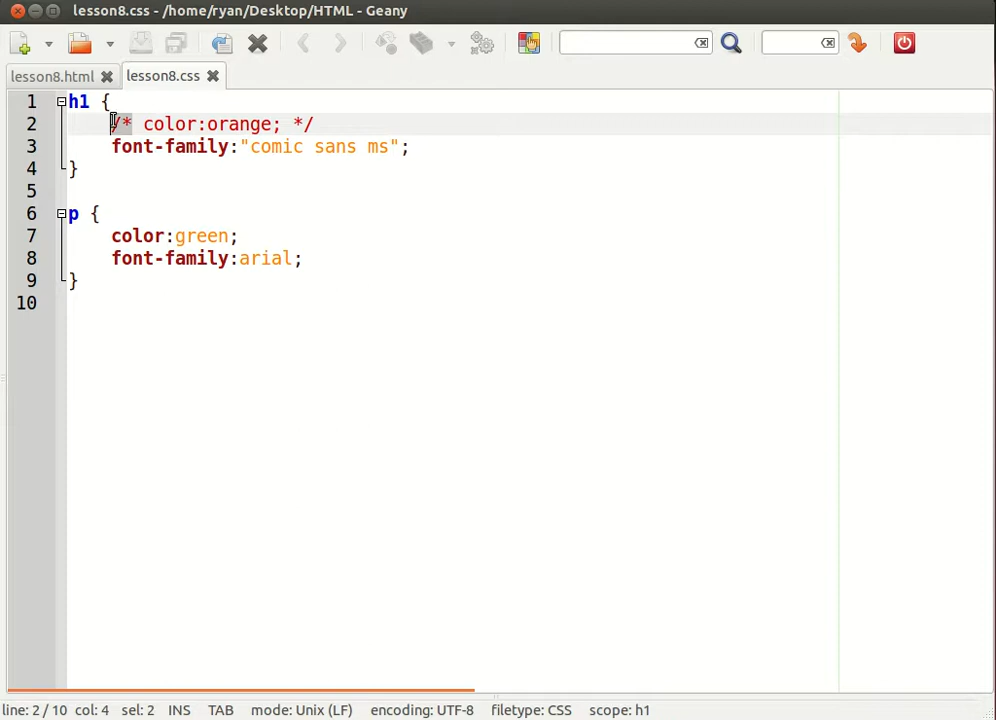 lesson8.css - /home/ryan/Desktop/HTML - Geany
lesson8.html lesson8.css
1 h1 {
2 /* color:orange; */
3 font-family:"comic sans ms";
4 }
5
6 p {
7 color:green;
8 font-family:arial;
9 }
10
line: 2 / 10 col: 4 sel: 2 INS TAB mode: Unix (LF) encoding: UTF-8 filetype: CSS scope: h1